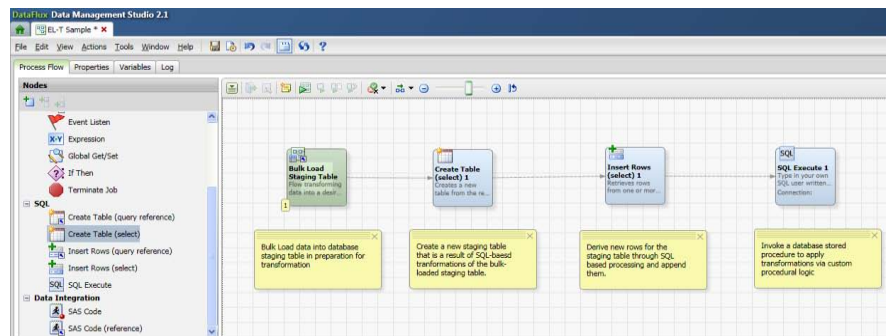 DataFlux Data Management Studio 2.1
EL-T Sample *
File Edit View Actions Tools Window Help
Process Flow Properties Variables Log
Nodes
Event Listen
X-Y Expression
Global Get/Set
If Then
Terminate Job
SQL
Create Table (query reference)
Create Table (select)
Insert Rows (query reference)
Insert Rows (select)
SQL SQL Execute
Data Integration
SAS Code
SAS Code (reference)
Bulk Load
Staging Table
Flow transforming
data into a desir...
1
Create Table
(select) 1
Creates a new
table from the re...
Insert Rows
(select) 1
Retrieves rows
from one or mor...
SQL
SQL Execute 1
Type in your own
SQL user written...
Connection:
Bulk Load data into database
staging table in preparation for
transformation
Create a new staging table
that is a result of SQL-baesd
tranformations of the bulk-
loaded staging table.
Derive new rows for the
staging table through SQL
based processing and append
them.
Invoke a database stored
procedure to apply
transformations via custom
procedural logic